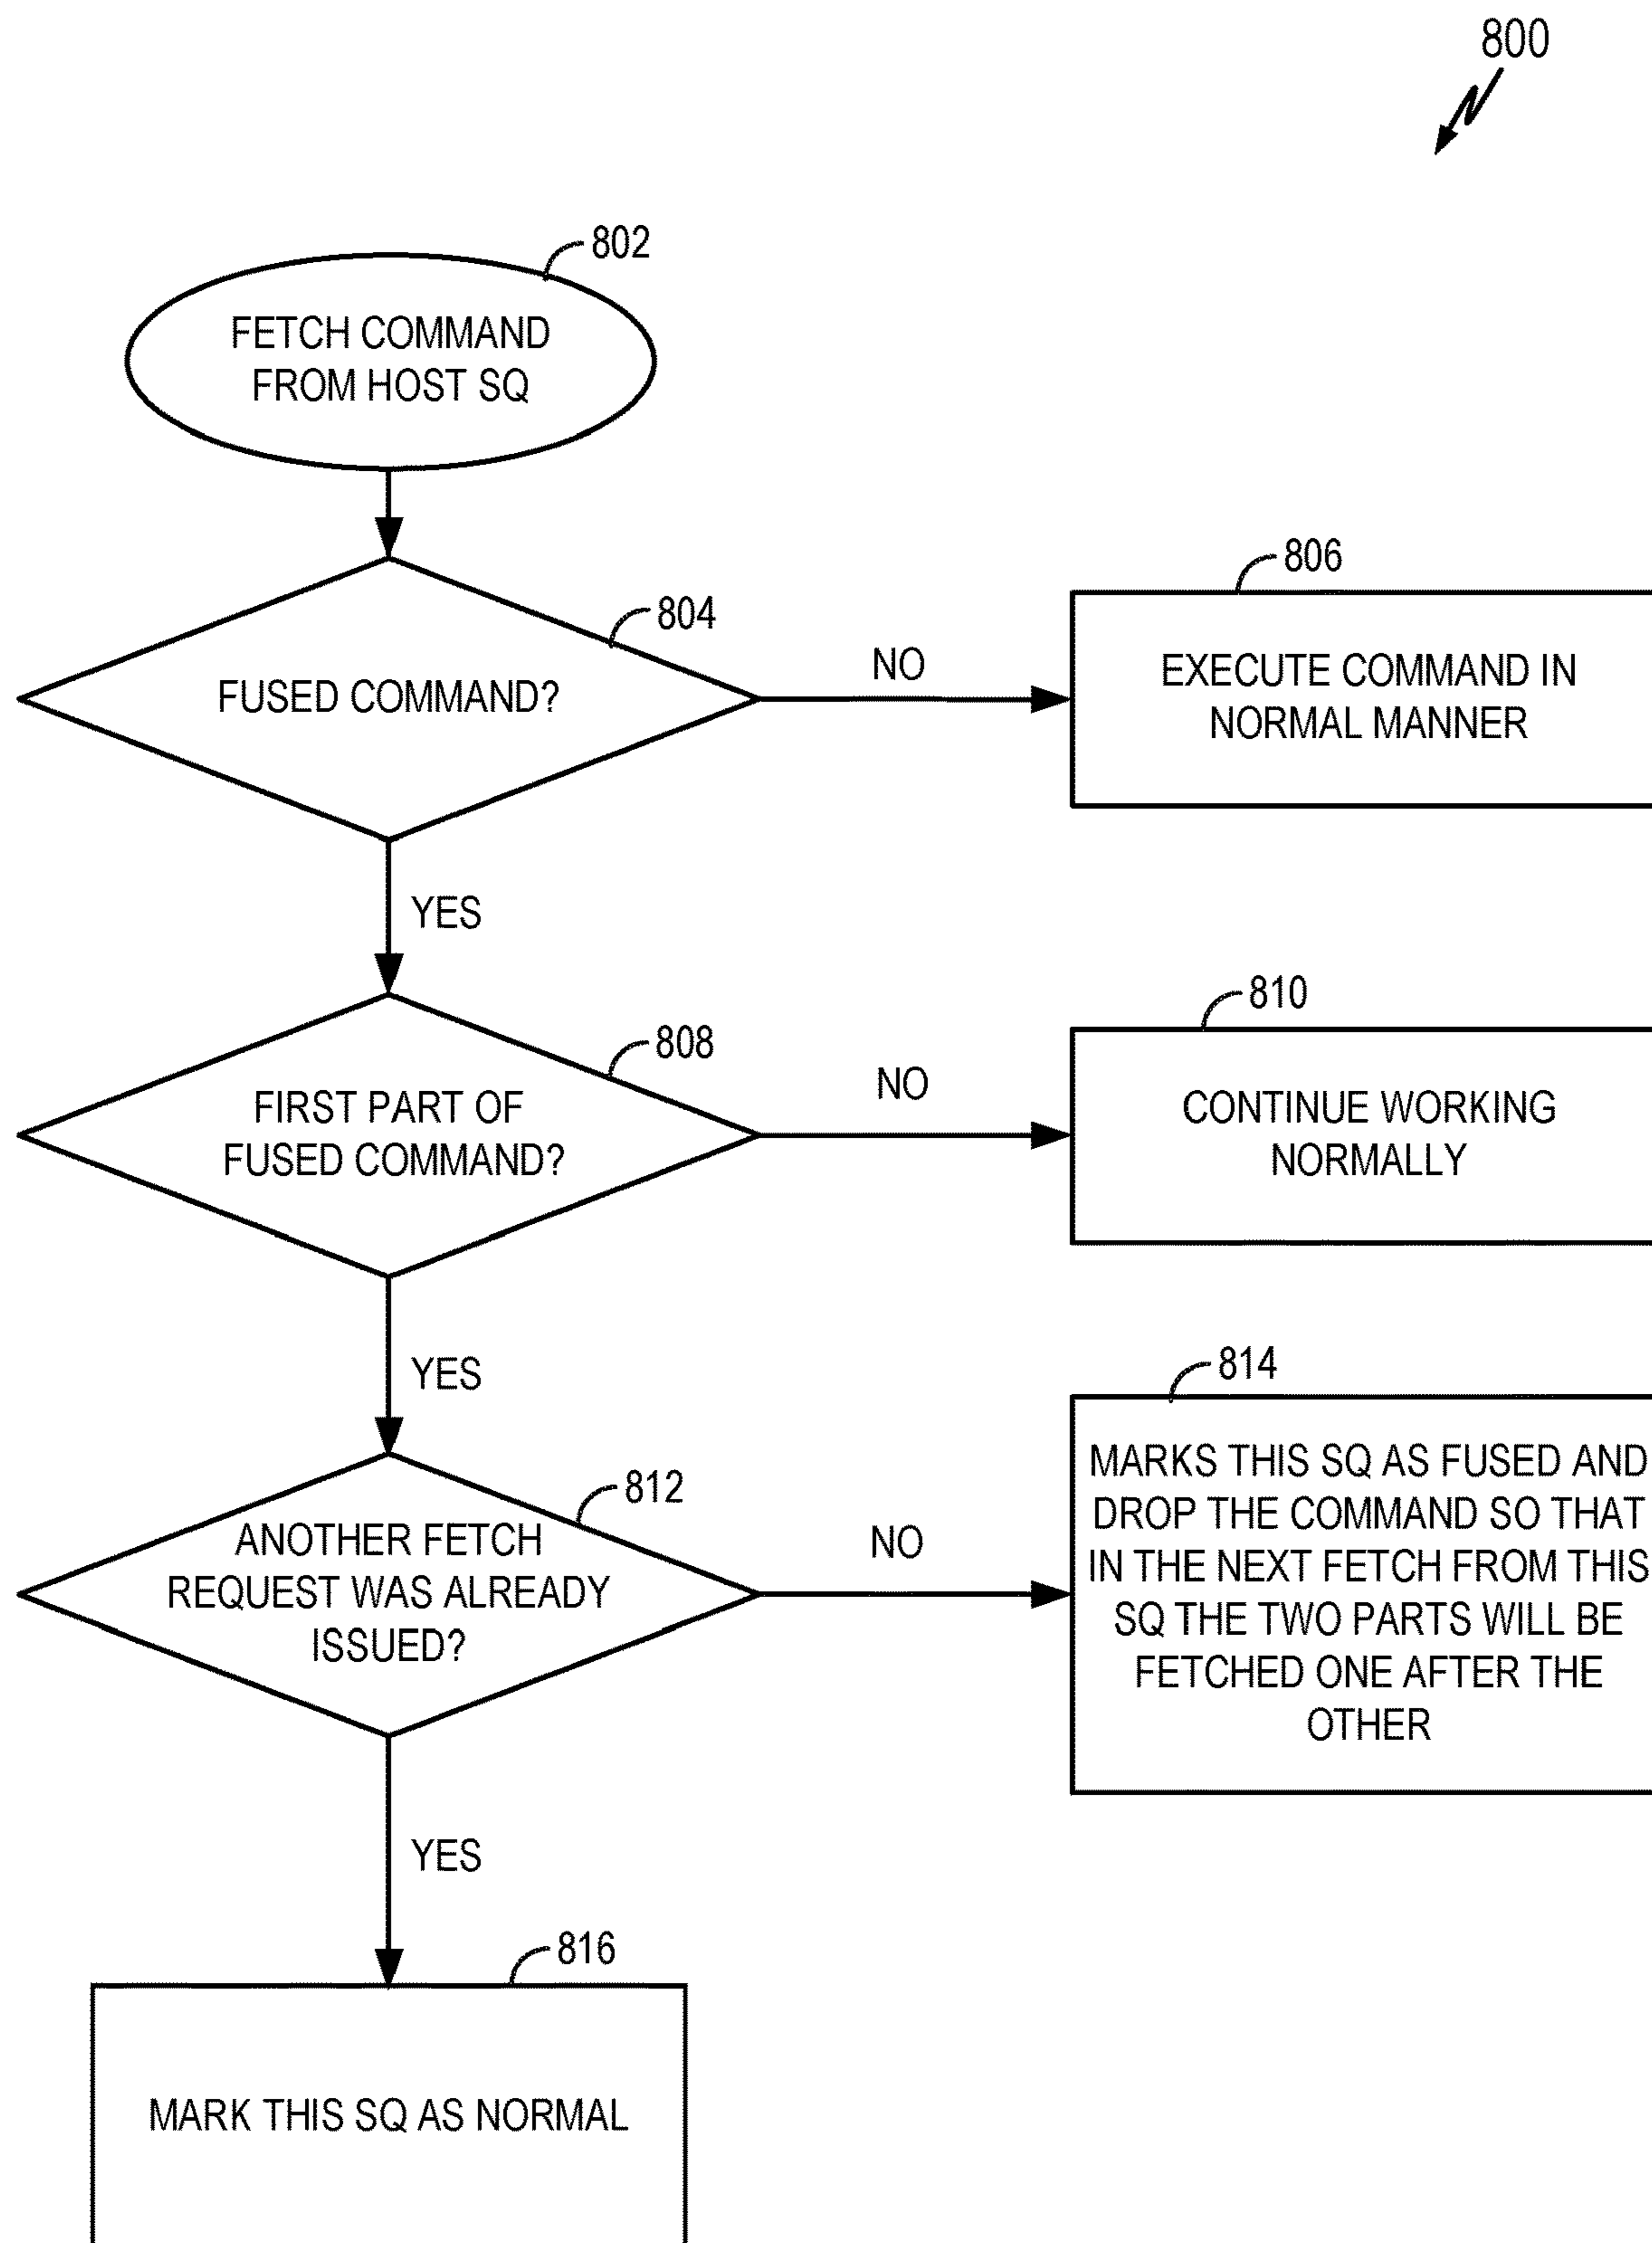 800
802
FETCH COMMAND
FROM HOST SQ
804
FUSED COMMAND?
NO
806
EXECUTE COMMAND IN
NORMAL MANNER
YES
808
FIRST PART OF
FUSED COMMAND?
NO
810
CONTINUE WORKING
NORMALLY
YES
812
ANOTHER FETCH
REQUEST WAS ALREADY
ISSUED?
NO
814
MARKS THIS SQ AS FUSED AND
DROP THE COMMAND SO THAT
IN THE NEXT FETCH FROM THIS
SQ THE TWO PARTS WILL BE
FETCHED ONE AFTER THE
OTHER
YES
816
MARK THIS SQ AS NORMAL